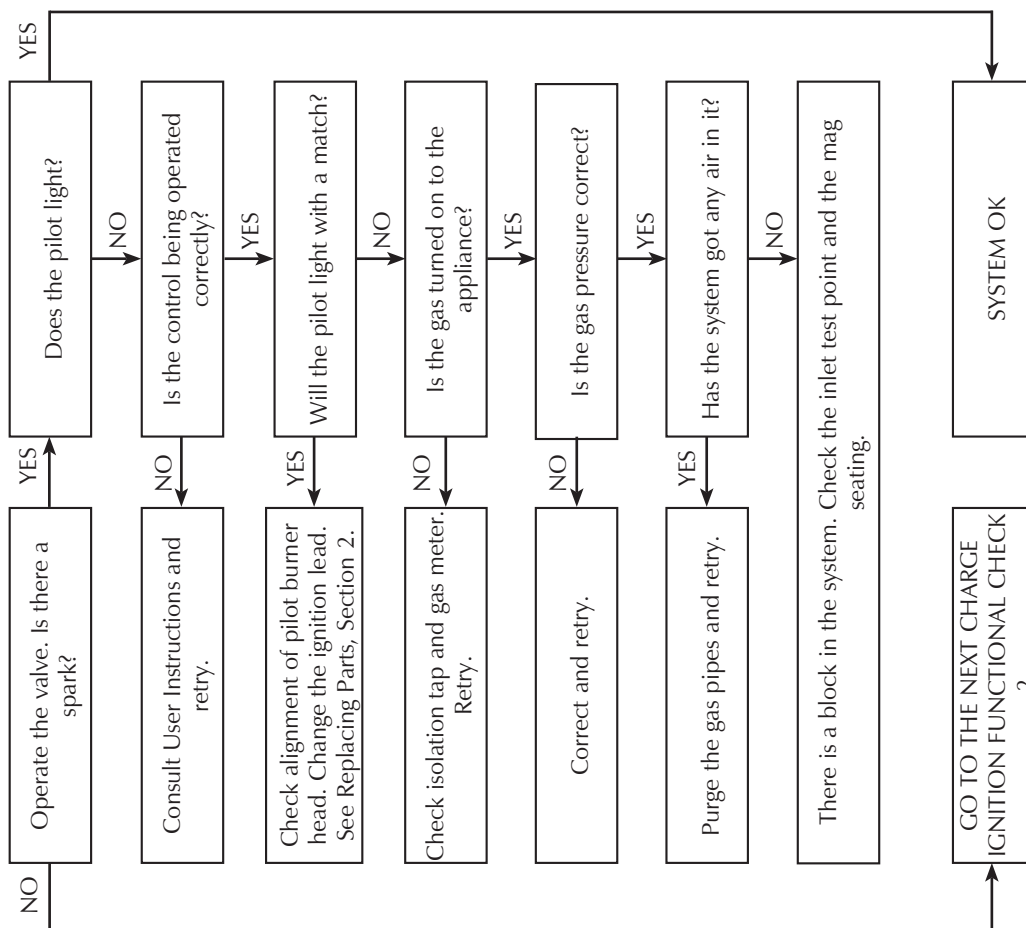 Operate the valve. Is there a
spark?
YES
NO
Does the pilot light?
YES
NO
Is the control being operated
correctly?
NO
YES
Consult User Instructions and
retry.
Will the pilot light with a match?
YES
NO
Check alignment of pilot burner
head. Change the ignition lead.
See Replacing Parts, Section 2.
Is the gas turned on to the
appliance?
NO
YES
Check isolation tap and gas meter.
Retry.
Is the gas pressure correct?
NO
YES
Correct and retry.
Has the system got any air in it?
YES
NO
Purge the gas pipes and retry.
There is a block in the system. Check the inlet test point and the mag
seating.
GO TO THE NEXT CHARGE
IGNITION FUNCTIONAL CHECK
2
SYSTEM OK